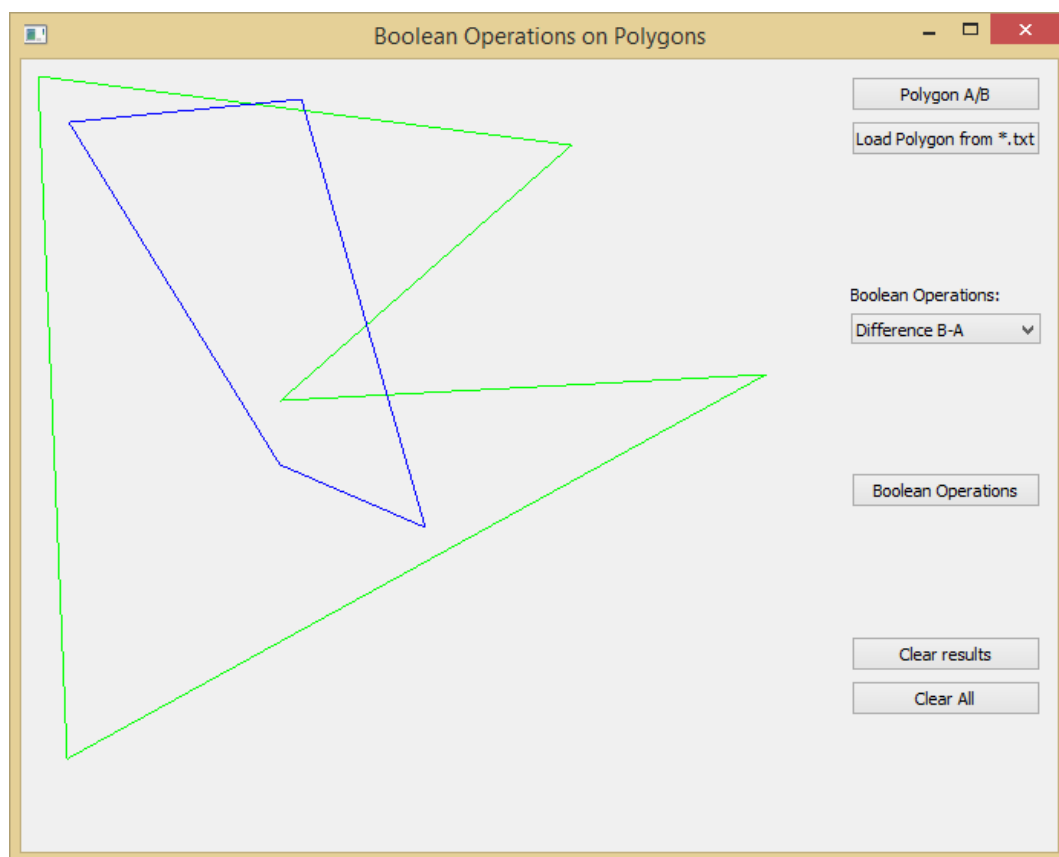 Boolean Operations on Polygons
Polygon A/B
Load Polygon from *.txt
Boolean Operations:
Difference B-A
Boolean Operations
Clear results
Clear All